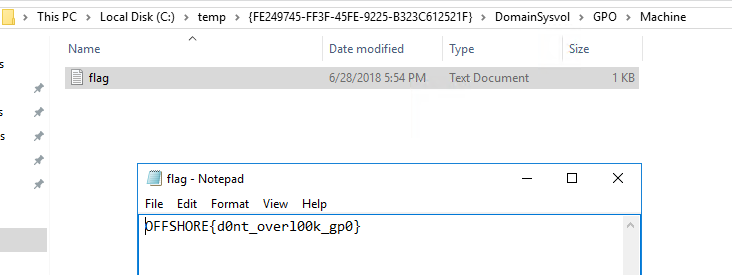 This PC > Local Disk (C:) > temp > {FE249745-FF3F-45FE-9225-B323C612521F} > DomainSysvol > GPO > Machine
Name Date modified Type Size
flag 6/28/2018 5:54 PM Text Document 1 KB
flag - Notepad
File Edit Format View Help
OFFSHORE{d0nt_overl00k_gp0}